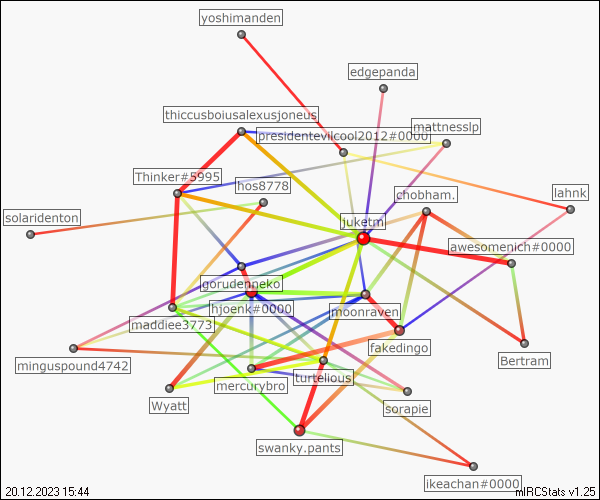 yoshimanden
edgepanda
thiccusboiusalexusjoneus
mattnesslp
presidentevilcool2012#0000
Thinker#5995
hos8778
chobham.
lahnk
solaridenton
juketm
awesomenich#0000
gorudenneko
hjoenk#0000
moonraven
maddiee3773
fakedingo
Bertram
minguspound4742
turtelious
mercurybro
Wyatt
sorapie
swanky.pants
ikeachan#0000
20.12.2023 15:44
mIRCStats v1.25